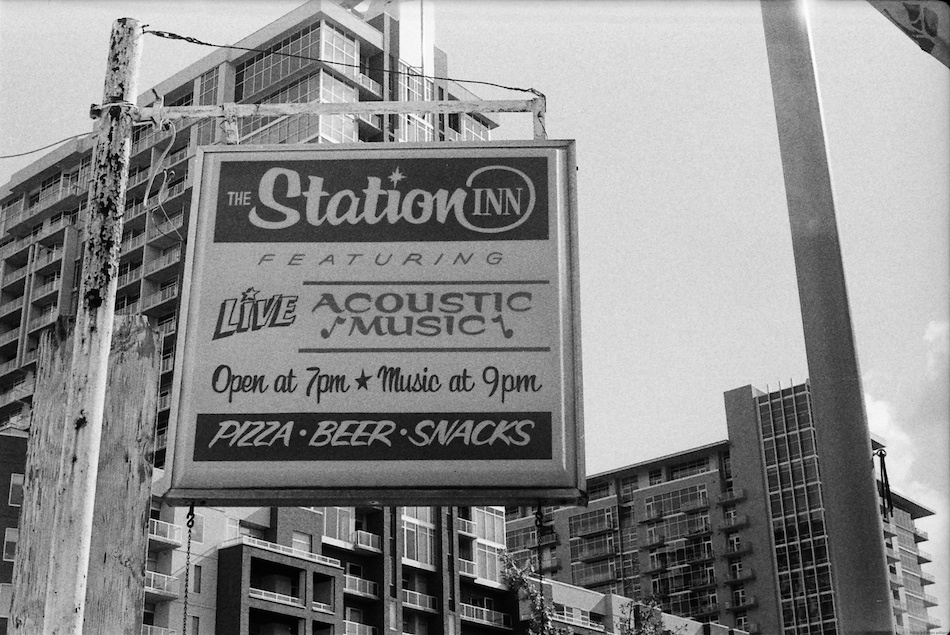 THE Station INN
FEATURING
LIVE ACOUSTIC
MUSIC
Open at 7pm ★ Music at 9pm
PIZZA · BEER · SNACKS